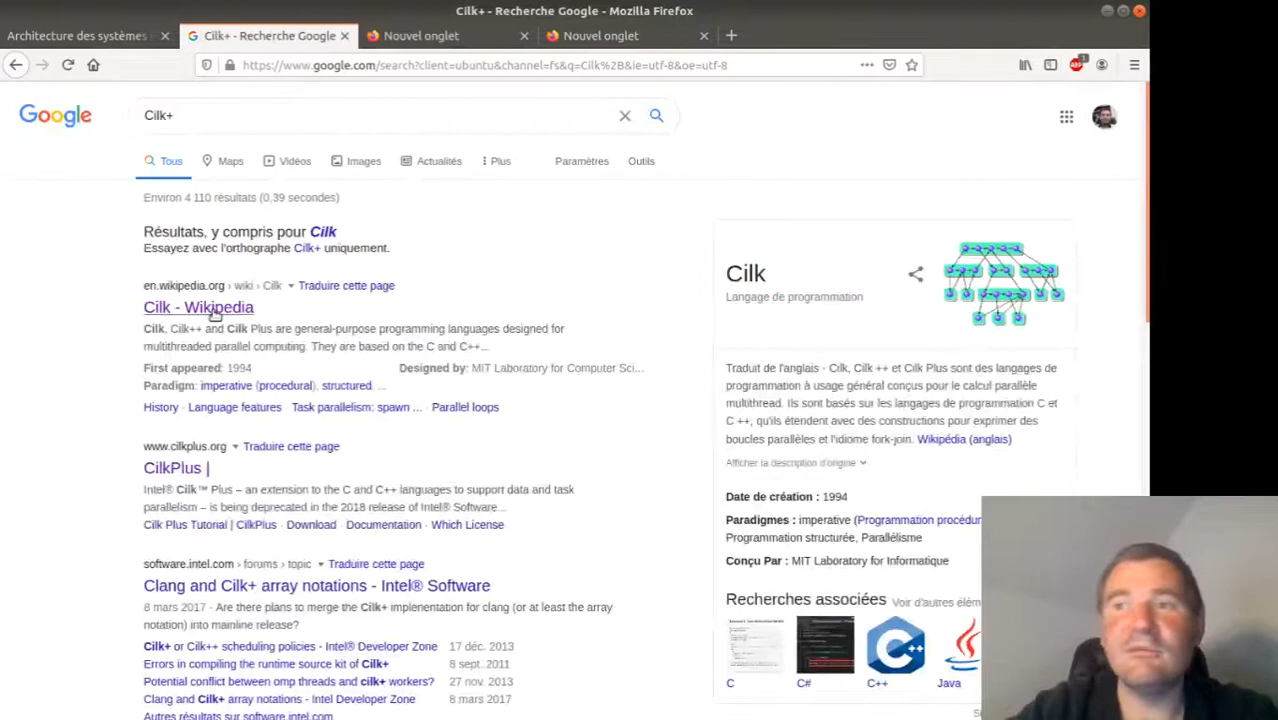 Cilk+ - Recherche Google - Mozilla Firefox
Architecture des systèmes
Cilk+ - Recherche Google
Nouvel onglet
Nouvel onglet
https://www.google.com/search?client=ubuntu&channel=fs&q=Cilk%2B&ie=utf-8&oe=utf-8
1
Google
Cilk+
Tous
Maps
Vidéos
Images
Actualités
Plus
Paramètres
Outils
Environ 4 110 résultats (0,39 secondes)
Résultats, y compris pour Cilk
Essayez avec l'orthographe Cilk+ uniquement.
en.wikipedia.org › wiki › Cilk Traduire cette page
Cilk - Wikipedia
Cilk, Cilk++ and Cilk Plus are general-purpose programming languages designed for
multithreaded parallel computing. They are based on the C and C++...
First appeared: 1994 Designed by: MIT Laboratory for Computer Sci...
Paradigm: imperative (procedural), structured, ...
History · Language features · Task parallelism: spawn ... · Parallel loops
www.cilkplus.org Traduire cette page
CilkPlus |
Intel® Cilk™ Plus – an extension to the C and C++ languages to support data and task
parallelism – is being deprecated in the 2018 release of Intel® Software...
Cilk Plus Tutorial | CilkPlus · Download · Documentation · Which License
software.intel.com › forums › topic Traduire cette page
Clang and Cilk+ array notations - Intel® Software
8 mars 2017 - Are there plans to merge the Cilk+ implementation for clang (or at least the array
notation) into mainline release?
Cilk+ or Cilk++ scheduling policies - Intel® Developer Zone 17 déc. 2013
Errors in compiling the runtime source kit of Cilk+ 8 sept. 2011
Potential conflict between omp threads and cilk+ workers? 27 nov. 2013
Clang and Cilk+ array notations - Intel Developer Zone 8 mars 2017
Autres résultats sur software.intel.com
Cilk
Langage de programmation
Traduit de l'anglais - Cilk, Cilk ++ et Cilk Plus sont des langages de
programmation à usage général conçus pour le calcul parallèle
multithread. Ils sont basés sur les langages de programmation C et
C ++, qu'ils étendent avec des constructions pour exprimer des
boucles parallèles et l'idiome fork-join. Wikipédia (anglais)
Afficher la description d'origine
Date de création : 1994
Paradigmes : imperative (Programmation procédur
Programmation structurée, Parallélisme
Conçu Par : MIT Laboratory for Informatique
Recherches associées Voir d'autres élém
C
C#
C++
Java